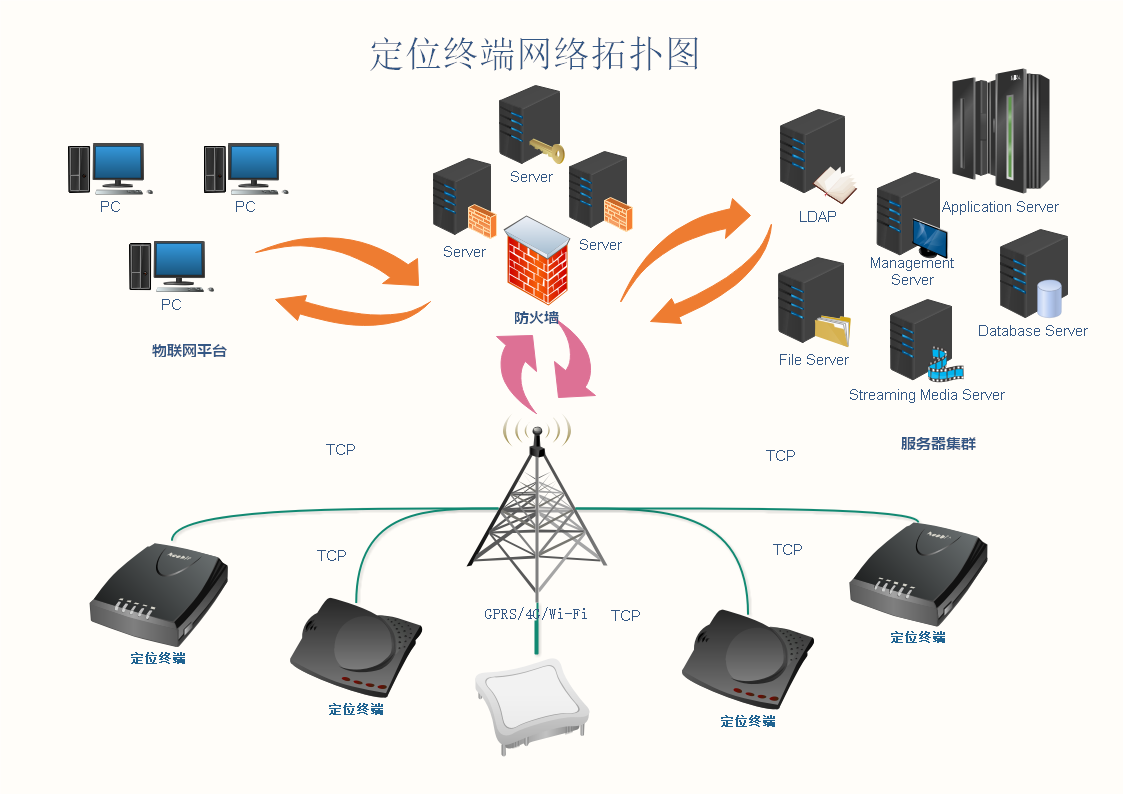 定位终端网络拓扑图
PC
PC
PC
物联网平台
Server
Server
Server
防火墙
LDAP
Application Server
Management
Server
Database Server
File Server
Streaming Media Server
服务器集群
TCP
TCP
TCP
TCP
GPRS/4G/Wi-Fi
TCP
定位终端
定位终端
定位终端
定位终端